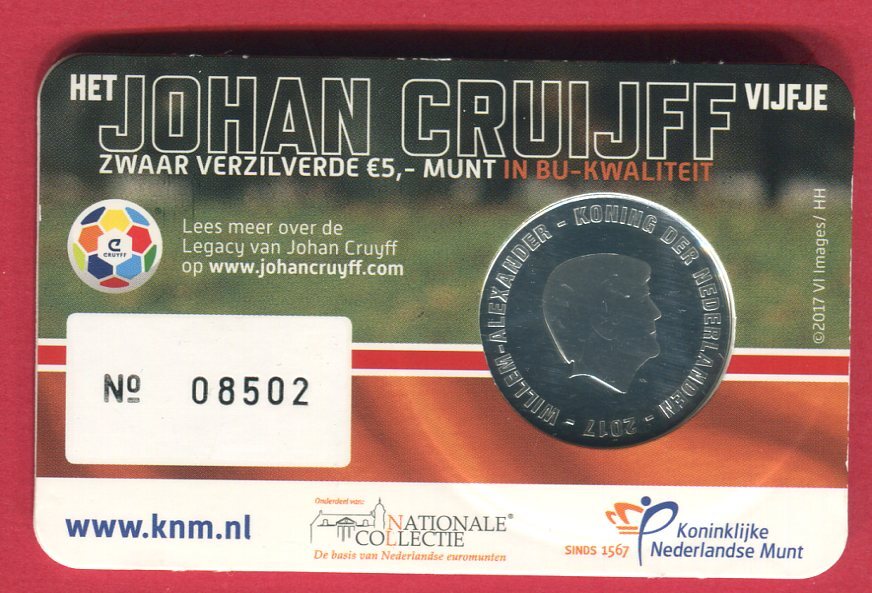 HET JOHAN CRUIJFF VIJFJE
ZWAAR VERZILVERDE €5,- MUNT IN BU-KWALITEIT
CRUYFF
Lees meer over de
Legacy van Johan Cruyff
op www.johancruyff.com
WILLEM-ALEXANDER - KONING DER NEDERLANDEN - 2017 -
©2017 VI Images/ HH
Nº 08502
www.knm.nl
Onderdeel van:
NATIONALE®
COLLECTIE
De basis van Nederlandse euromunten
SINDS 1567
Koninklijke
Nederlandse Munt